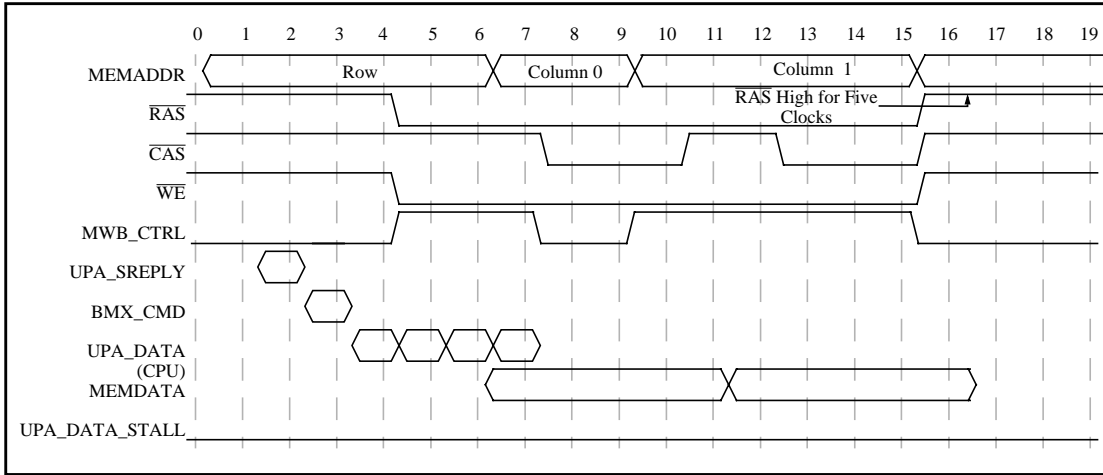 0 1 2 3 4 5 6 7 8 9 10 11 12 13 14 15 16 17 18 19
MEMADDR Row Column 0 Column 1
RAS RAS High for Five
Clocks
CAS
WE
MWB_CTRL
UPA_SREPLY
BMX_CMD
UPA_DATA
(CPU)
MEMDATA
UPA_DATA_STALL